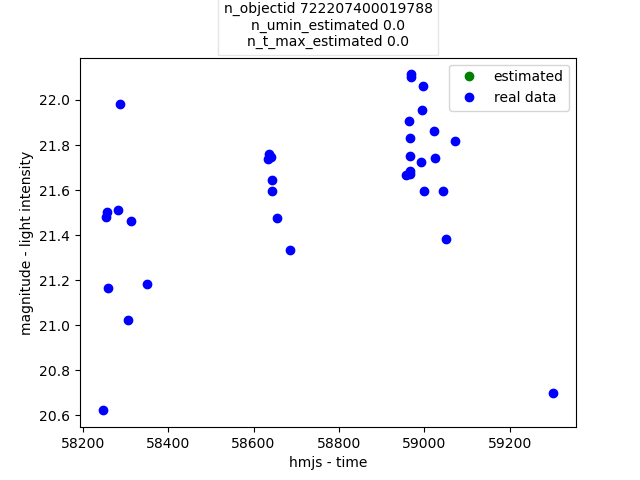 n_objectid 722207400019788
n_umin_estimated 0.0
n_t_max_estimated 0.0
estimated
real data
magnitude - light intensity
22.0
21.8
21.6
21.4
21.2
21.0
20.8
20.6
58200 58400 58600 58800 59000 59200
hmjs - time